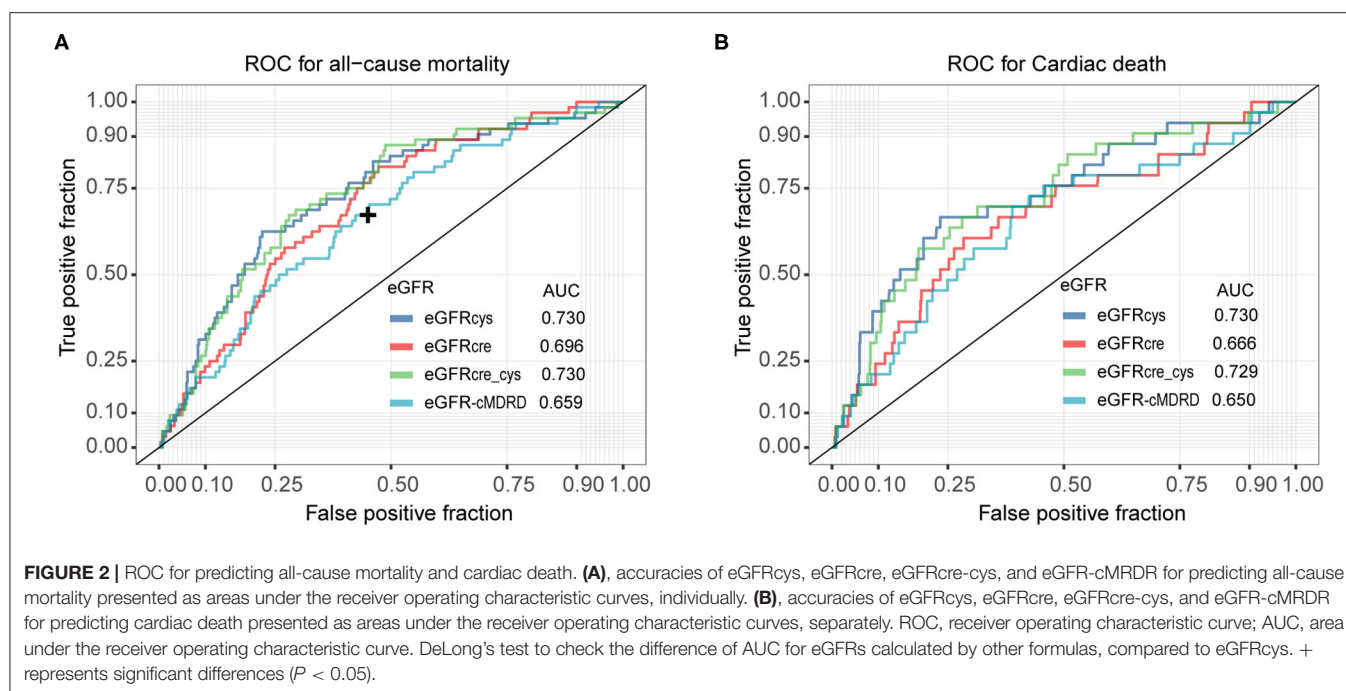 A
ROC for all−cause mortality
True positive fraction
1.00
0.90
0.75
0.50
0.25
0.10
0.00
+
eGFR AUC
eGFRcys 0.730
eGFRcre 0.696
eGFRcre_cys 0.730
eGFR-cMDRD 0.659
0.00 0.10 0.25 0.50 0.75 0.90 1.00
False positive fraction
B
ROC for Cardiac death
True positive fraction
1.00
0.90
0.75
0.50
0.25
0.10
0.00
eGFR AUC
eGFRcys 0.730
eGFRcre 0.666
eGFRcre_cys 0.729
eGFR-cMDRD 0.650
0.00 0.10 0.25 0.50 0.75 0.90 1.00
False positive fraction
FIGURE 2 | ROC for predicting all-cause mortality and cardiac death. (A), accuracies of eGFRcys, eGFRcre, eGFRcre-cys, and eGFR-cMRDR for predicting all-cause
mortality presented as areas under the receiver operating characteristic curves, individually. (B), accuracies of eGFRcys, eGFRcre, eGFRcre-cys, and eGFR-cMRDR
for predicting cardiac death presented as areas under the receiver operating characteristic curves, separately. ROC, receiver operating characteristic curve; AUC, area
under the receiver operating characteristic curve. DeLong's test to check the difference of AUC for eGFRs calculated by other formulas, compared to eGFRcys. +
represents significant differences (P < 0.05).